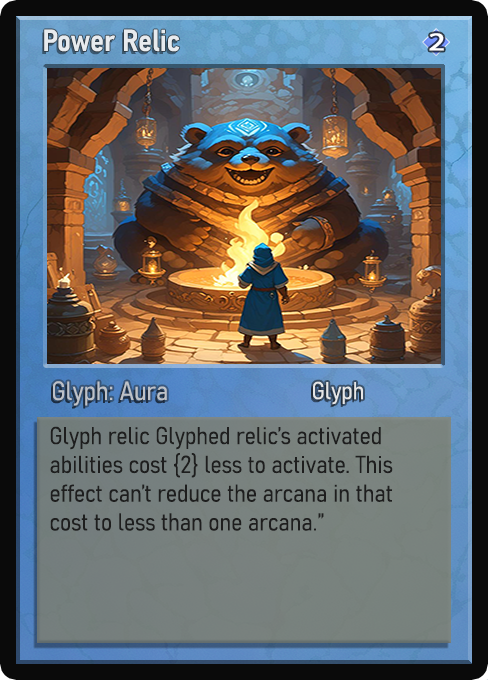 Power Relic
2
Glyph: Aura
Glyph
Glyph relic Glyphed relic's activated
abilities cost {2} less to activate. This
effect can't reduce the arcana in that
cost to less than one arcana.”